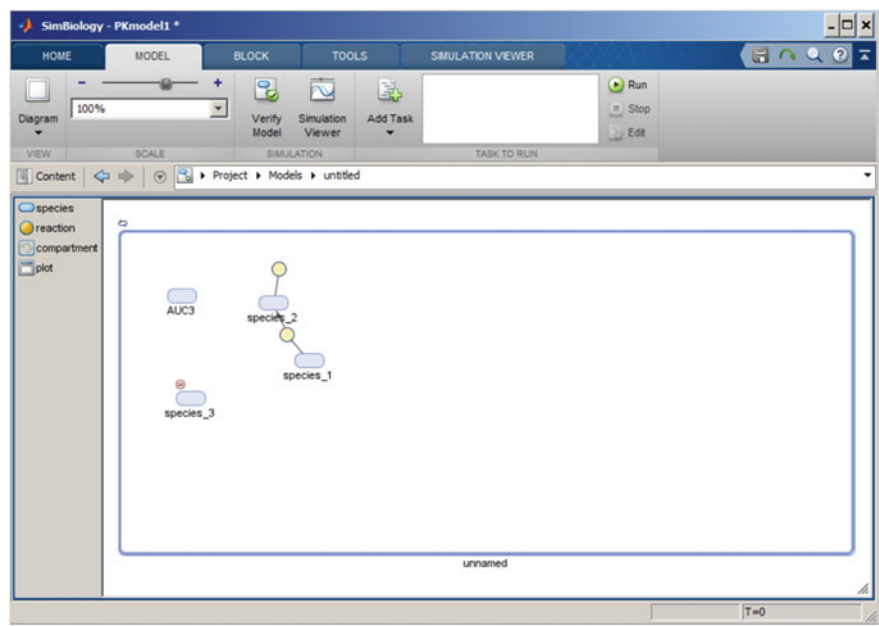 SimBiology - PKmodel1 *
HOME MODEL BLOCK TOOLS SIMULATION VIEWER
Diagram
100%
Verify Model
Simulation Viewer
Add Task
Run
Stop
Edit
VIEW SCALE SIMULATION TASK TO RUN
Content Project Models untitled
species
reaction
compartment
plot
AUC3
species_2
species_1
species_3
unnamed
T=0